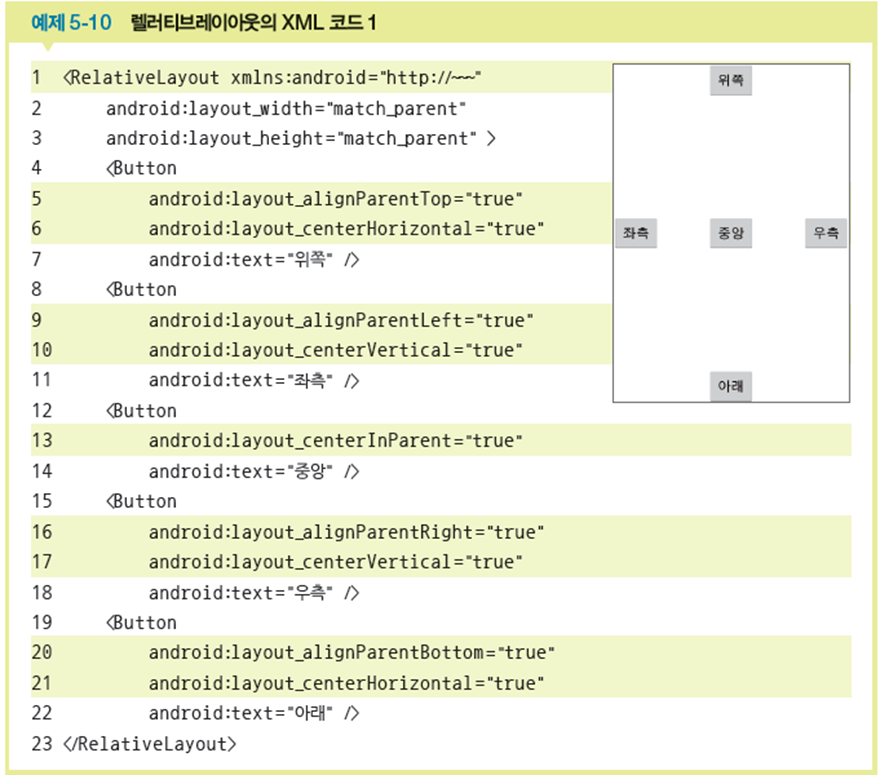 예제 5-10 렐러티브레이아웃의 XML 코드 1
1 <RelativeLayout xmlns:android="http://~~~"
2 android:layout_width="match_parent"
3 android:layout_height="match_parent" >
4 <Button
5 android:layout_alignParentTop="true"
6 android:layout_centerHorizontal="true"
7 android:text="위쪽" />
8 <Button
9 android:layout_alignParentLeft="true"
10 android:layout_centerVertical="true"
11 android:text="좌측" />
12 <Button
13 android:layout_centerInParent="true"
14 android:text="중앙" />
15 <Button
16 android:layout_alignParentRight="true"
17 android:layout_centerVertical="true"
18 android:text="우측" />
19 <Button
20 android:layout_alignParentBottom="true"
21 android:layout_centerHorizontal="true"
22 android:text="아래" />
23 </RelativeLayout>
위쪽
좌측 중앙 우측
아래